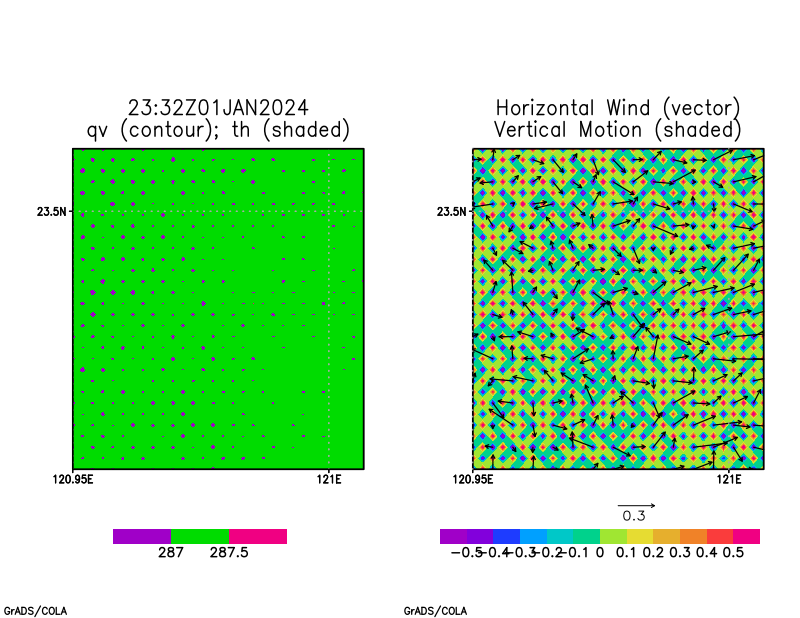 23:32Z01JAN2024
qv (contour); th (shaded)
23.5N
120.95E
121E
287
287.5
Horizontal Wind (vector)
Vertical Motion (shaded)
23.5N
120.95E
121E
0.3
-0.5 -0.4 -0.3 -0.2 -0.1 0 0.1 0.2 0.3 0.4 0.5
GrADS/COLA
GrADS/COLA